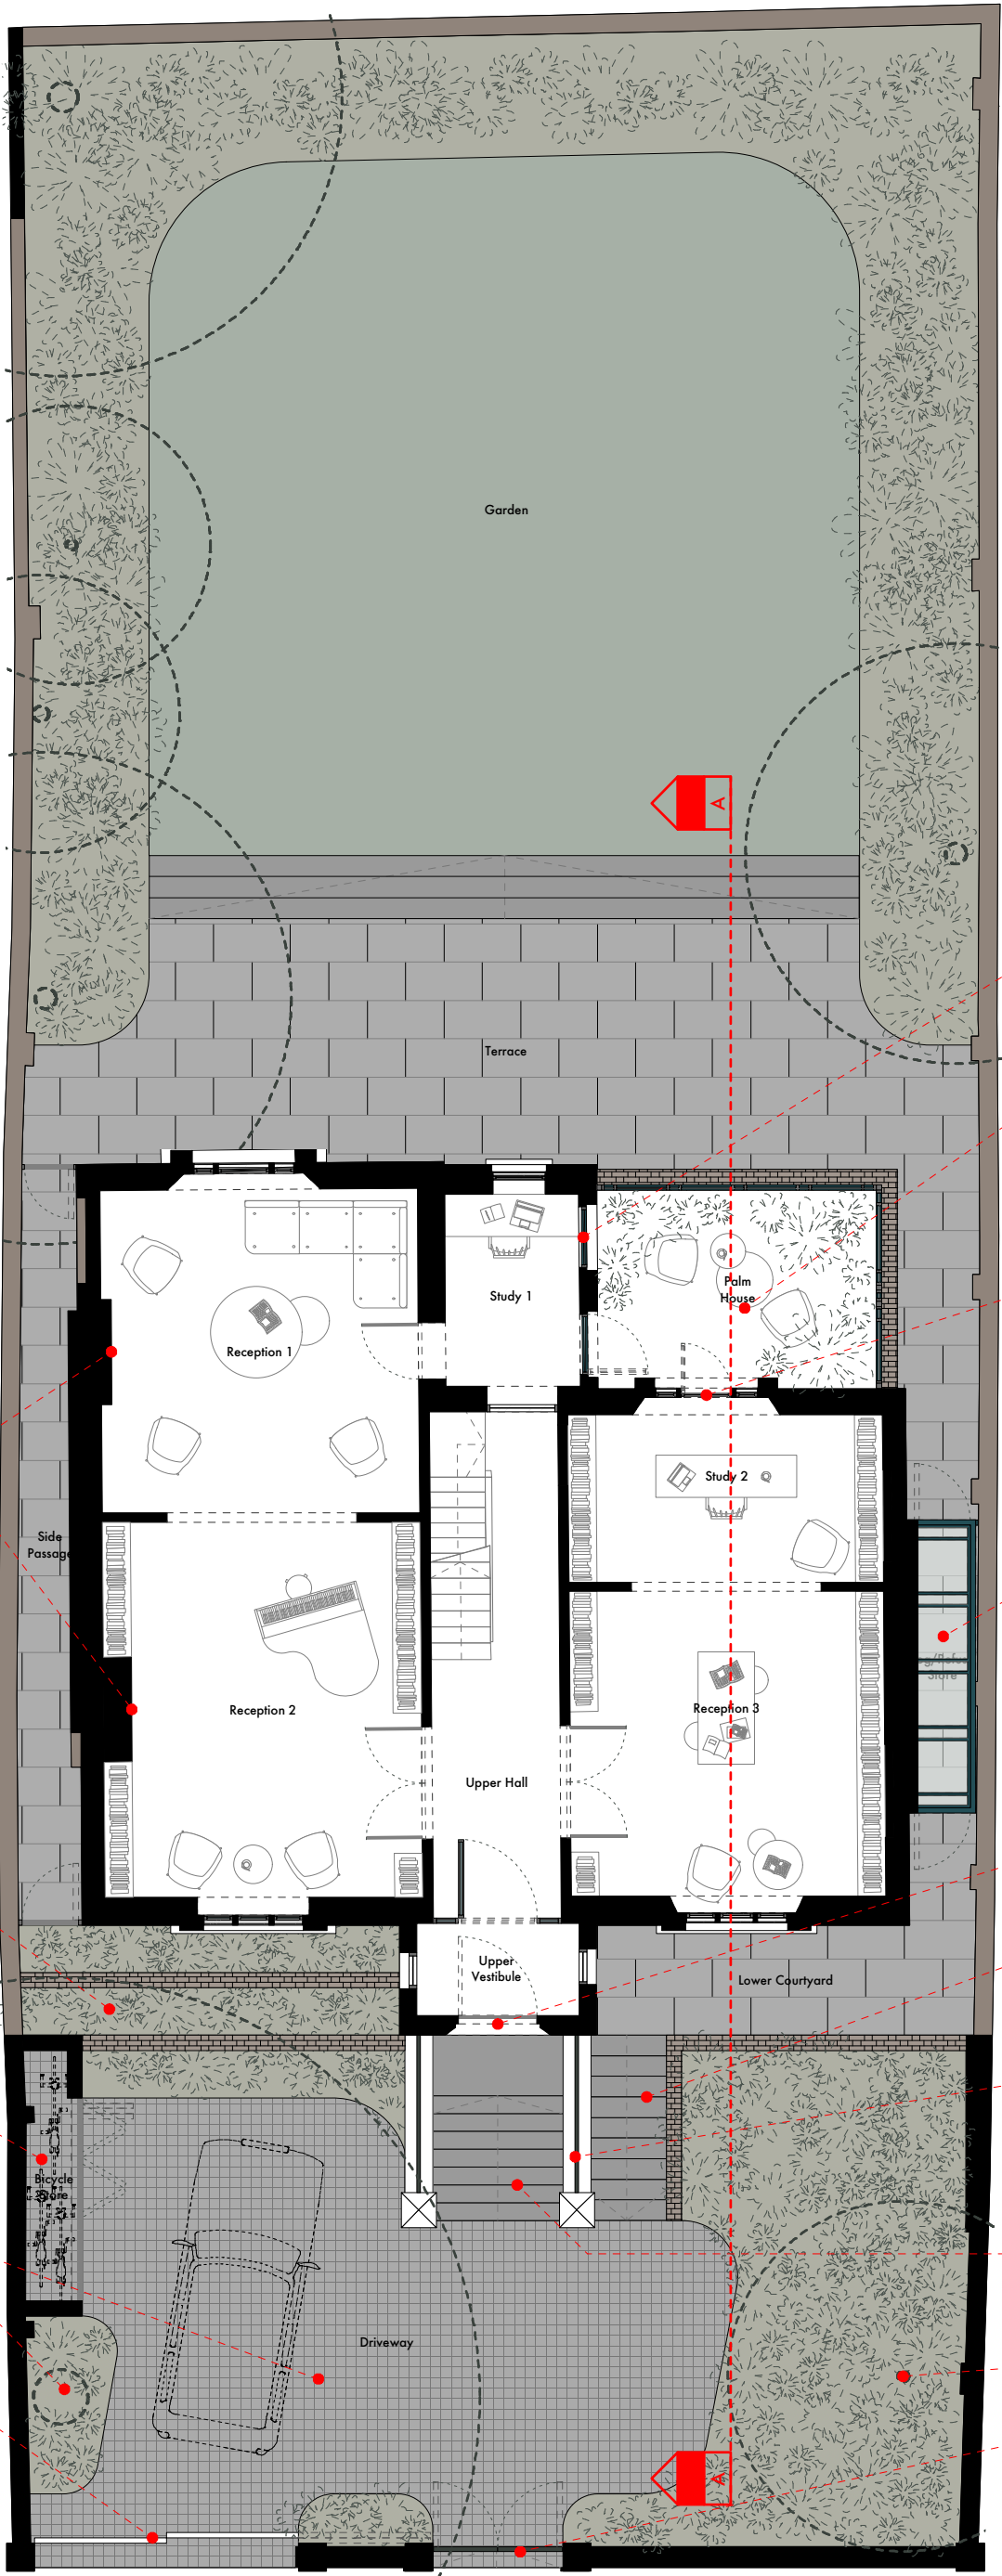 Garden
A
Terrace
Palm
House
Study 1
Reception 1
Study 2
Side
Passage
Store
Reception 3
Reception 2
Upper Hall
Upper
Vestibule
Lower Courtyard
Bicycle
Store
Driveway
A